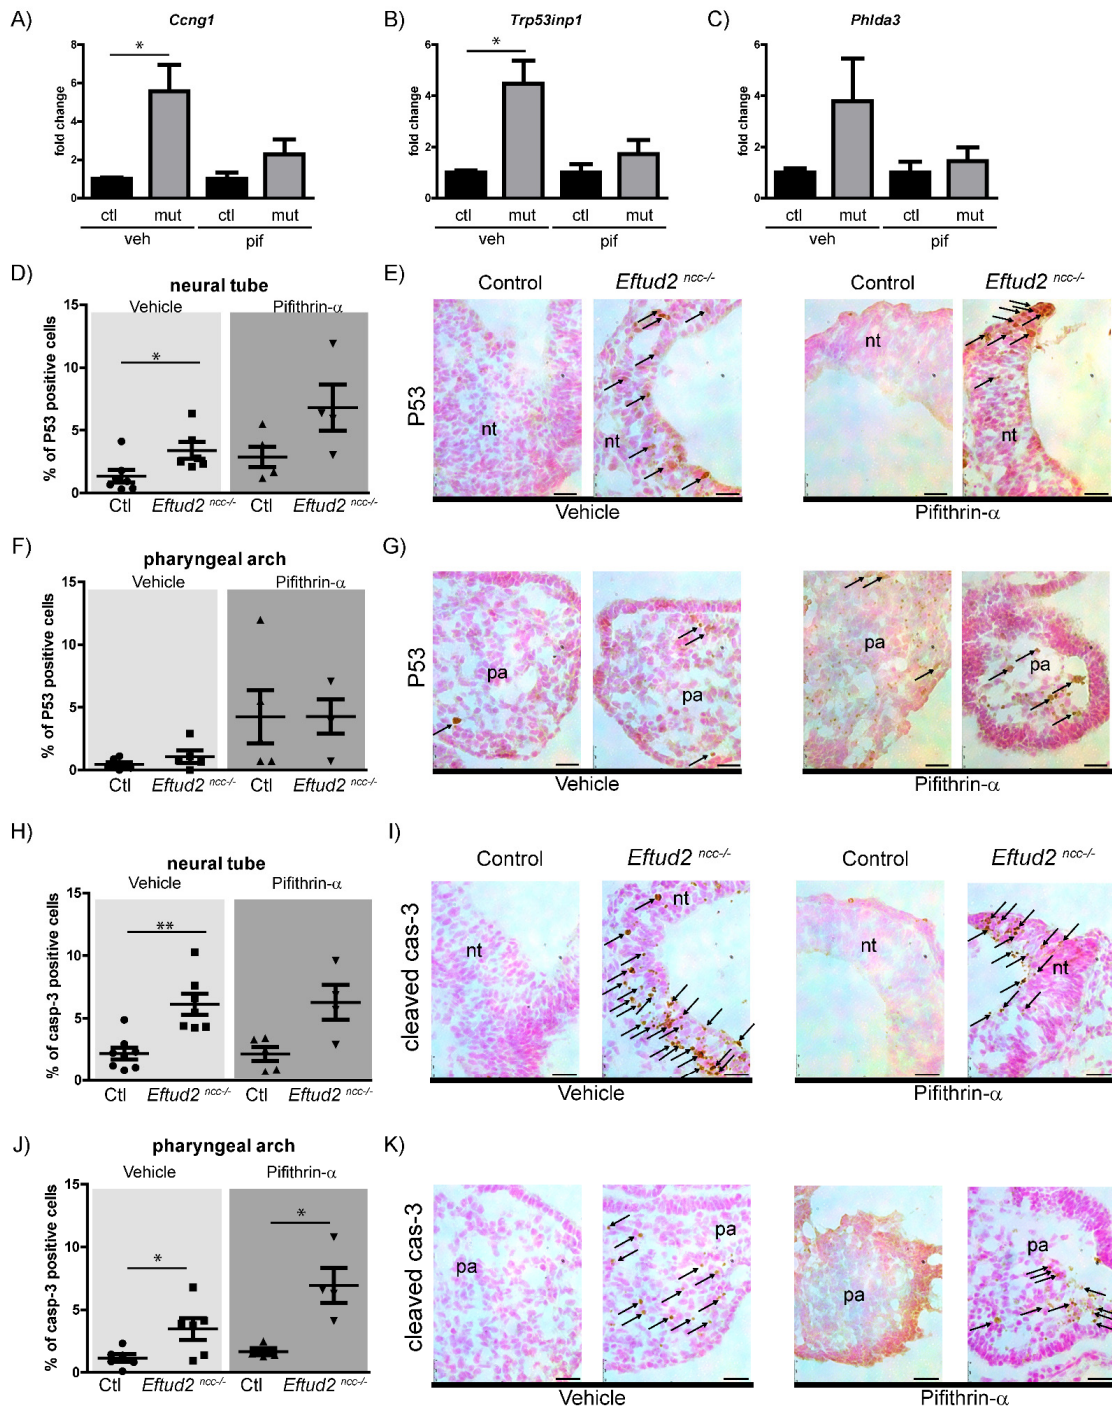 A)
Ccng1
*
fold change
8
6
4
2
0
ctl mut ctl mut
veh pif
B)
Trp53inp1
*
fold change
6
4
2
0
ctl mut ctl mut
veh pif
C)
Phlda3
fold change
6
4
2
0
ctl mut ctl mut
veh pif
D)
neural tube
Vehicle Pifithrin-α
*
% of P53 positive cells
15
10
5
0
Ctl Eftud2 ncc-/- Ctl Eftud2 ncc-/-
E)
Control Eftud2 ncc-/- Control Eftud2 ncc-/-
P53
nt nt nt nt
Vehicle Pifithrin-α
F)
pharyngeal arch
Vehicle Pifithrin-α
% of P53 positive cells
15
10
5
0
Ctl Eftud2 ncc-/- Ctl Eftud2 ncc-/-
G)
P53
pa pa pa pa
Vehicle Pifithrin-α
H)
neural tube
Vehicle Pifithrin-α
**
% of casp-3 positive cells
15
10
5
0
Ctl Eftud2 ncc-/- Ctl Eftud2 ncc-/-
I)
Control Eftud2 ncc-/- Control Eftud2 ncc-/-
cleaved cas-3
nt nt nt nt
Vehicle Pifithrin-α
J)
pharyngeal arch
Vehicle Pifithrin-α
* *
% of casp-3 positive cells
15
10
5
0
Ctl Eftud2 ncc-/- Ctl Eftud2 ncc-/-
K)
cleaved cas-3
pa pa pa pa
Vehicle Pifithrin-α